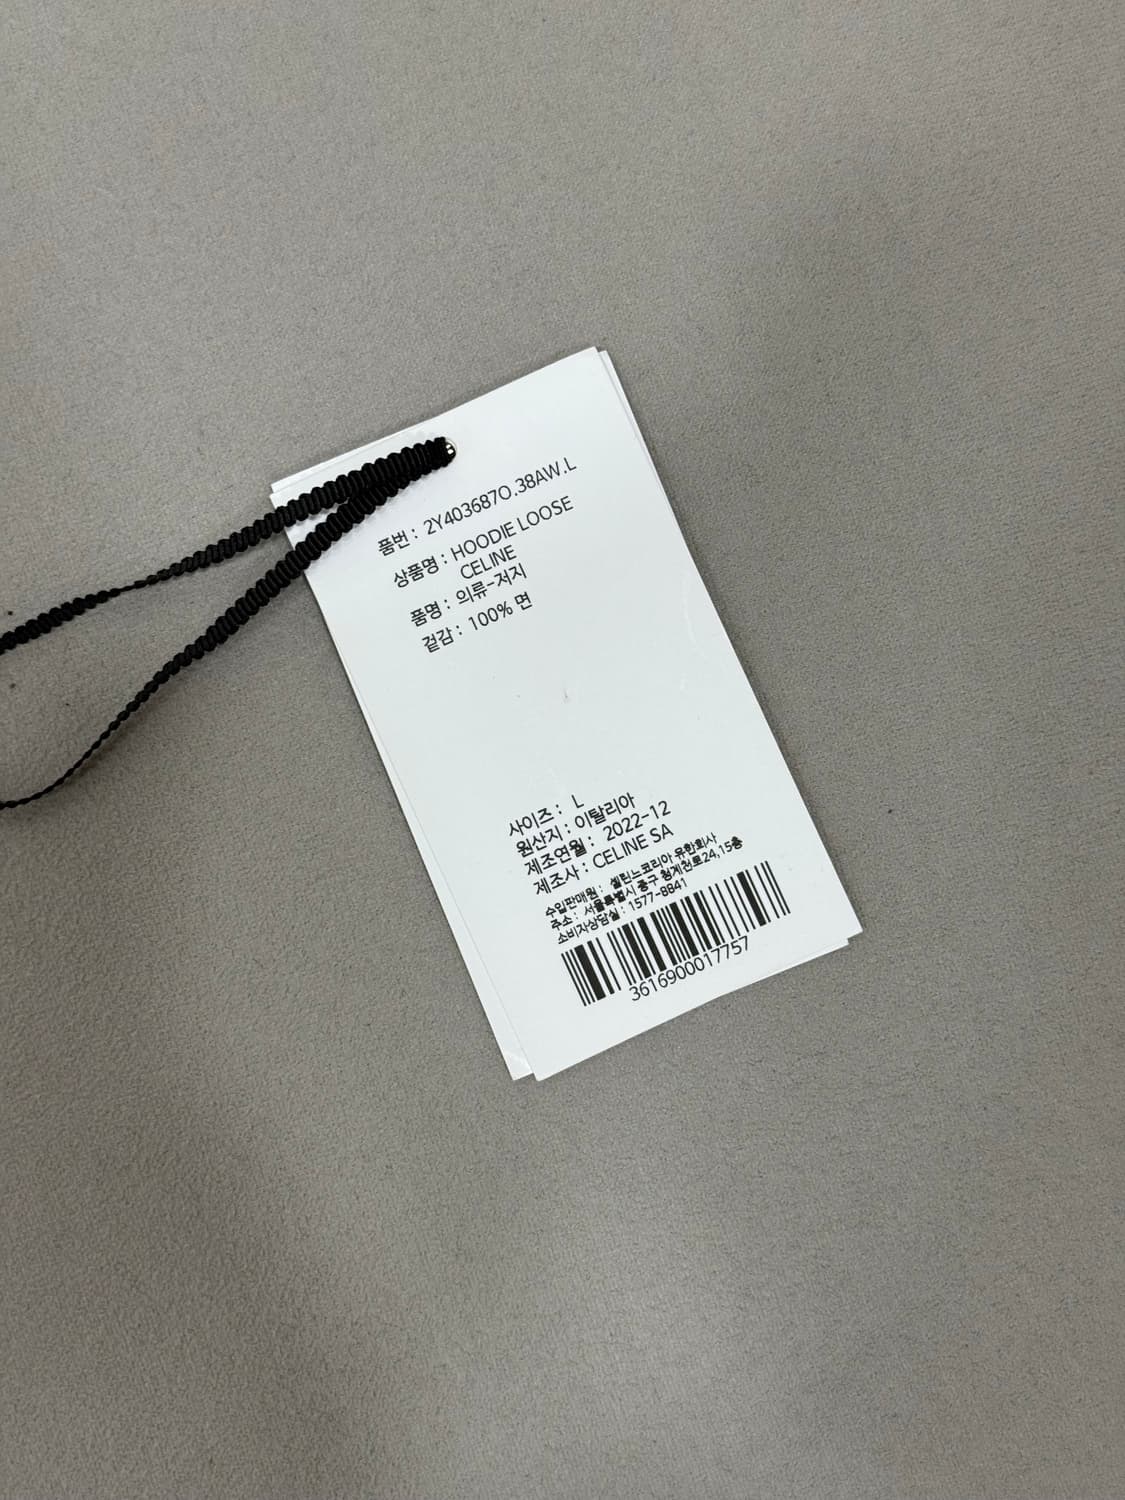 품번 : 2Y403687O.38AW.L
상품명 : HOODIE LOOSE
CELINE
품명 : 의류-저지
겉감 : 100% 면
사이즈 : L
원산지 : 이탈리아
제조연월 : 2022-12
제조사 : CELINE SA
수입판매원 : 셀린느코리아 유한회사
주소 : 서울특별시 중구 청계천로24,15층
소비자상담실 : 1577-8841
3616900017757